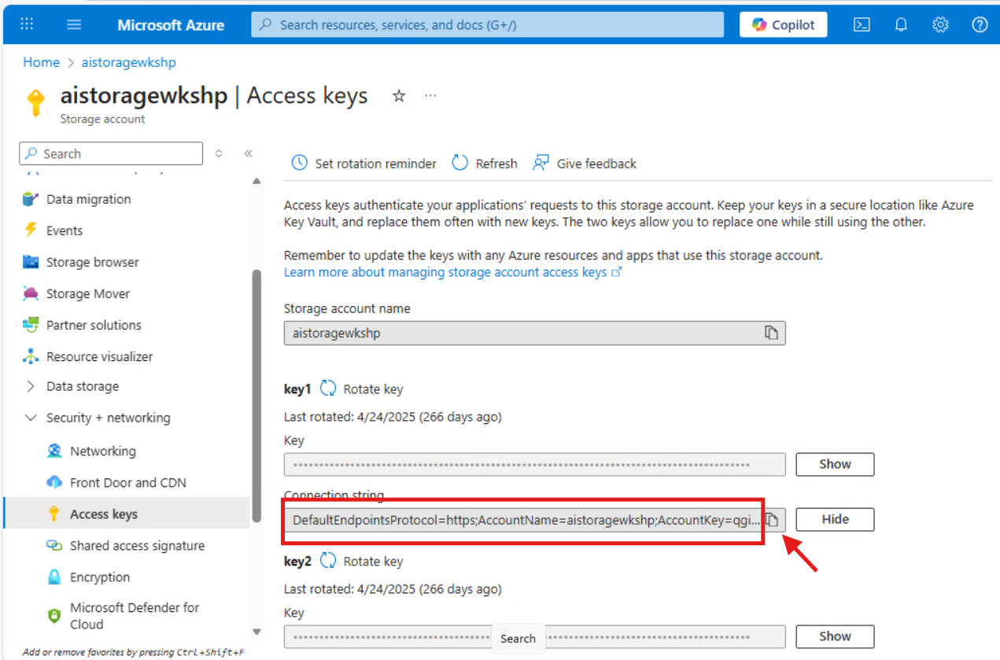 Microsoft Azure
Search resources, services, and docs (G+/)
Copilot
Home > aistoragewkshp
aistoragewkshp | Access keys
Storage account
Search
Set rotation reminder
Refresh
Give feedback
Data migration
Events
Storage browser
Storage Mover
Partner solutions
Resource visualizer
Data storage
Security + networking
Networking
Front Door and CDN
Access keys
Shared access signature
Encryption
Microsoft Defender for
Cloud
Add or remove favorites by pressing Ctrl+Shift+F
Access keys authenticate your applications' requests to this storage account. Keep your keys in a secure location like Azure
Key Vault, and replace them often with new keys. The two keys allow you to replace one while still using the other.
Remember to update the keys with any Azure resources and apps that use this storage account.
Learn more about managing storage account access keys
Storage account name
aistoragewkshp
key1 Rotate key
Last rotated: 4/24/2025 (266 days ago)
Key
Show
Connection string
DefaultEndpointsProtocol=https;AccountName=aistoragewkshp;AccountKey=qgi...
Hide
key2 Rotate key
Last rotated: 4/24/2025 (266 days ago)
Key
Show
Search